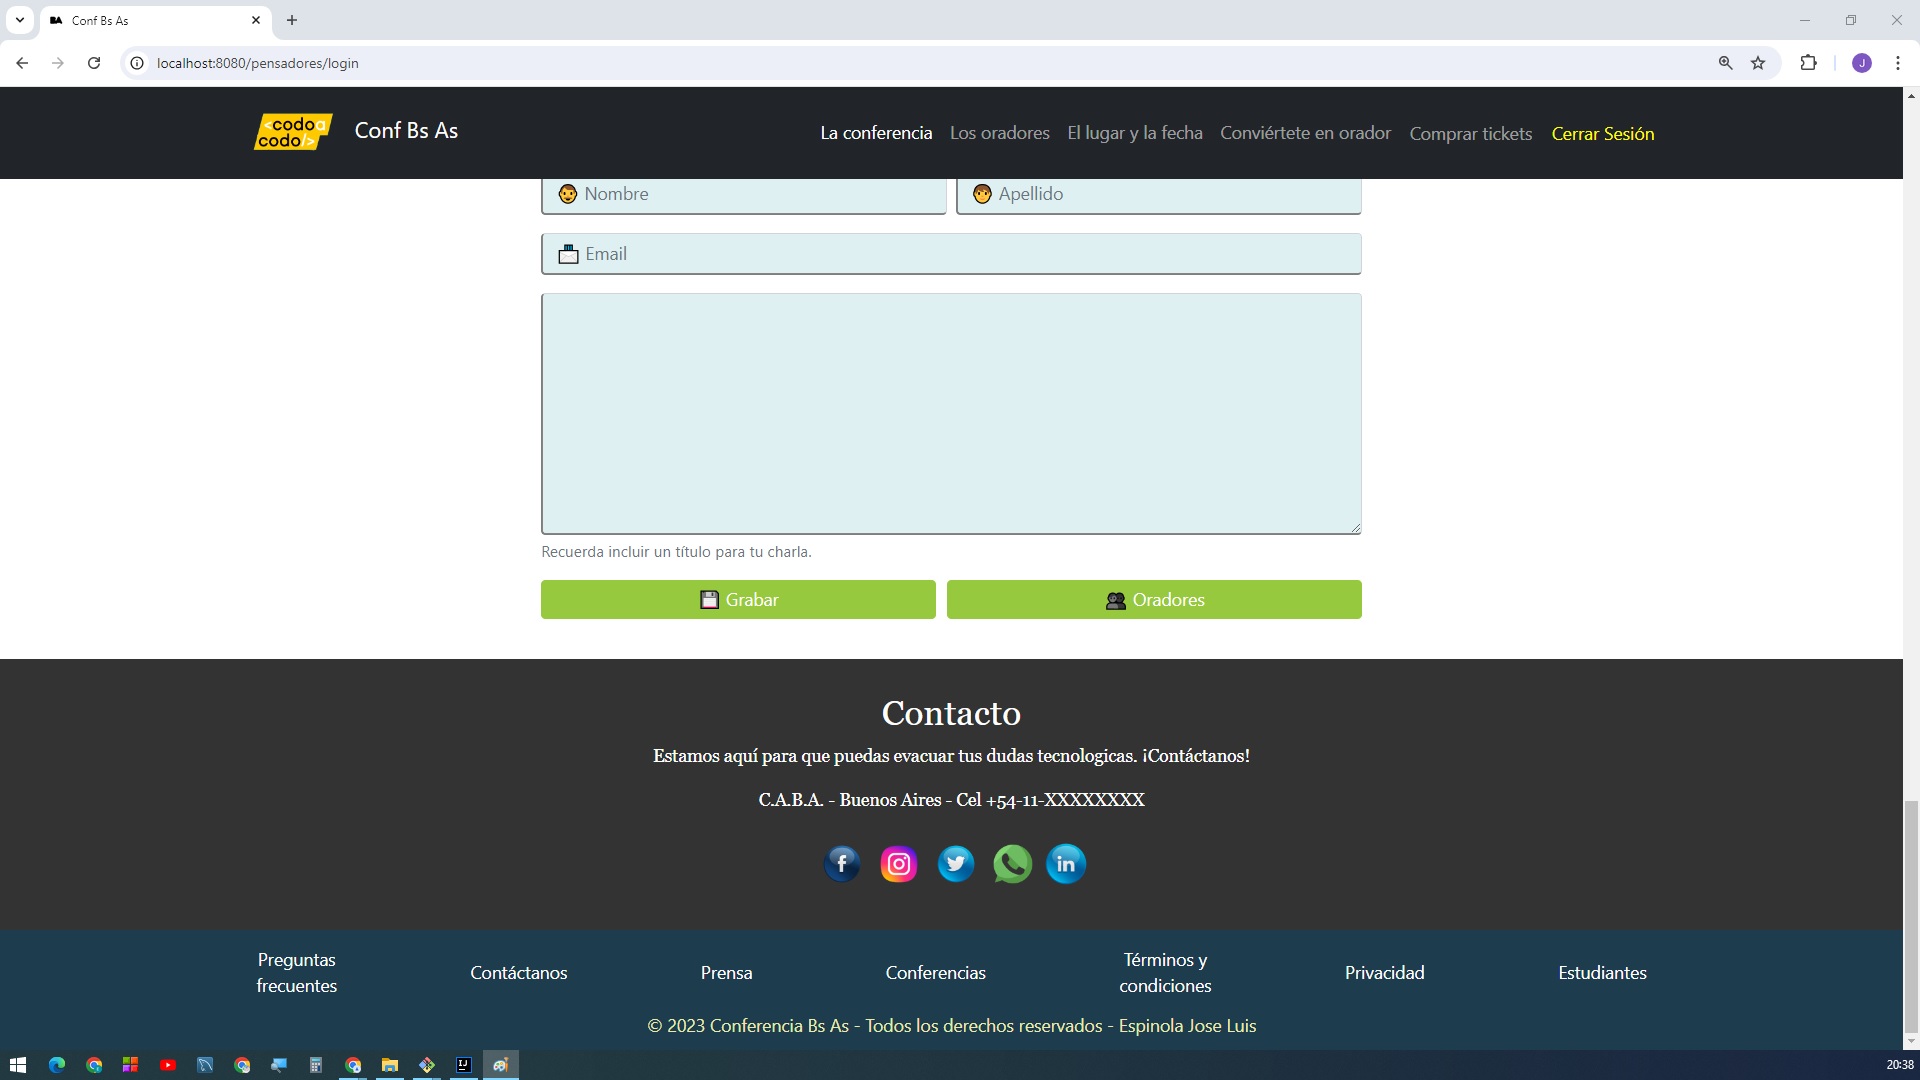 BA Conf Bs As
localhost:8080/pensadores/login
J
<codoa
codo/>
Conf Bs As
La conferencia
Los oradores
El lugar y la fecha
Conviértete en orador
Comprar tickets
Cerrar Sesión
Nombre
Apellido
Email
Recuerda incluir un título para tu charla.
Grabar
Oradores
Contacto
Estamos aquí para que puedas evacuar tus dudas tecnologicas. ¡Contáctanos!
C.A.B.A. - Buenos Aires - Cel +54-11-XXXXXXXX
f
in
Preguntas
frecuentes
Contáctanos
Prensa
Conferencias
Términos y
condiciones
Privacidad
Estudiantes
© 2023 Conferencia Bs As - Todos los derechos reservados - Espinola Jose Luis
IJ
20:38